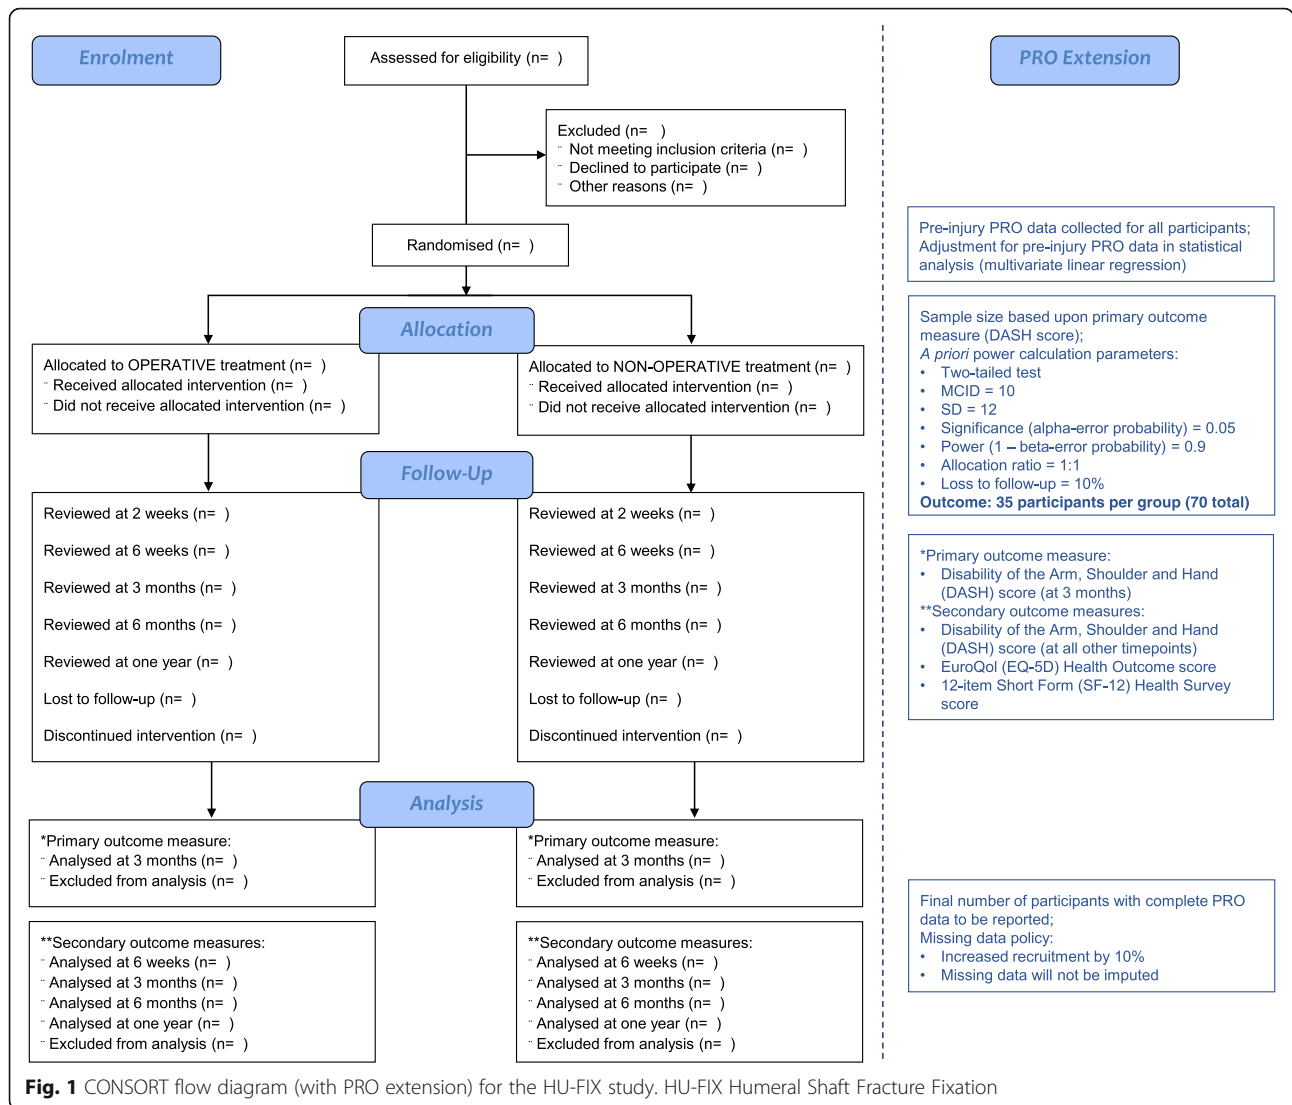 Enrolment
Assessed for eligibility (n=  )
Excluded (n=   )
¨ Not meeting inclusion criteria (n=  )
¨ Declined to participate (n=  )
¨ Other reasons (n=  )
Randomised (n=  )
Allocation
Allocated to OPERATIVE treatment (n=  )
¨ Received allocated intervention (n=  )
¨ Did not receive allocated intervention (n=  )
Allocated to NON-OPERATIVE treatment (n=  )
¨ Received allocated intervention (n=  )
¨ Did not receive allocated intervention (n=  )
Follow-Up
Reviewed at 2 weeks (n=  )
Reviewed at 6 weeks (n=  )
Reviewed at 3 months (n=  )
Reviewed at 6 months (n=  )
Reviewed at one year (n=  )
Lost to follow-up (n=  )
Discontinued intervention (n=  )
Reviewed at 2 weeks (n=  )
Reviewed at 6 weeks (n=  )
Reviewed at 3 months (n=  )
Reviewed at 6 months (n=  )
Reviewed at one year (n=  )
Lost to follow-up (n=  )
Discontinued intervention (n=  )
Analysis
*Primary outcome measure:
¨ Analysed at 3 months (n=  )
¨ Excluded from analysis (n=  )
*Primary outcome measure:
¨ Analysed at 3 months (n=  )
¨ Excluded from analysis (n=  )
**Secondary outcome measures:
¨ Analysed at 6 weeks (n=  )
¨ Analysed at 3 months (n=  )
¨ Analysed at 6 months (n=  )
¨ Analysed at one year (n=  )
¨ Excluded from analysis (n=  )
**Secondary outcome measures:
¨ Analysed at 6 weeks (n=  )
¨ Analysed at 3 months (n=  )
¨ Analysed at 6 months (n=  )
¨ Analysed at one year (n=  )
¨ Excluded from analysis (n=  )
PRO Extension
Pre-injury PRO data collected for all participants;
Adjustment for pre-injury PRO data in statistical
analysis (multivariate linear regression)
Sample size based upon primary outcome
measure (DASH score);
A priori power calculation parameters:
• Two-tailed test
• MCID = 10
• SD = 12
• Significance (alpha-error probability) = 0.05
• Power (1 – beta-error probability) = 0.9
• Allocation ratio = 1:1
• Loss to follow-up = 10%
Outcome: 35 participants per group (70 total)
*Primary outcome measure:
• Disability of the Arm, Shoulder and Hand
(DASH) score (at 3 months)
**Secondary outcome measures:
• Disability of the Arm, Shoulder and Hand
(DASH) score (at all other timepoints)
• EuroQol (EQ-5D) Health Outcome score
• 12-item Short Form (SF-12) Health Survey
score
Final number of participants with complete PRO
data to be reported;
Missing data policy:
• Increased recruitment by 10%
• Missing data will not be imputed
Fig. 1 CONSORT flow diagram (with PRO extension) for the HU-FIX study. HU-FIX Humeral Shaft Fracture Fixation